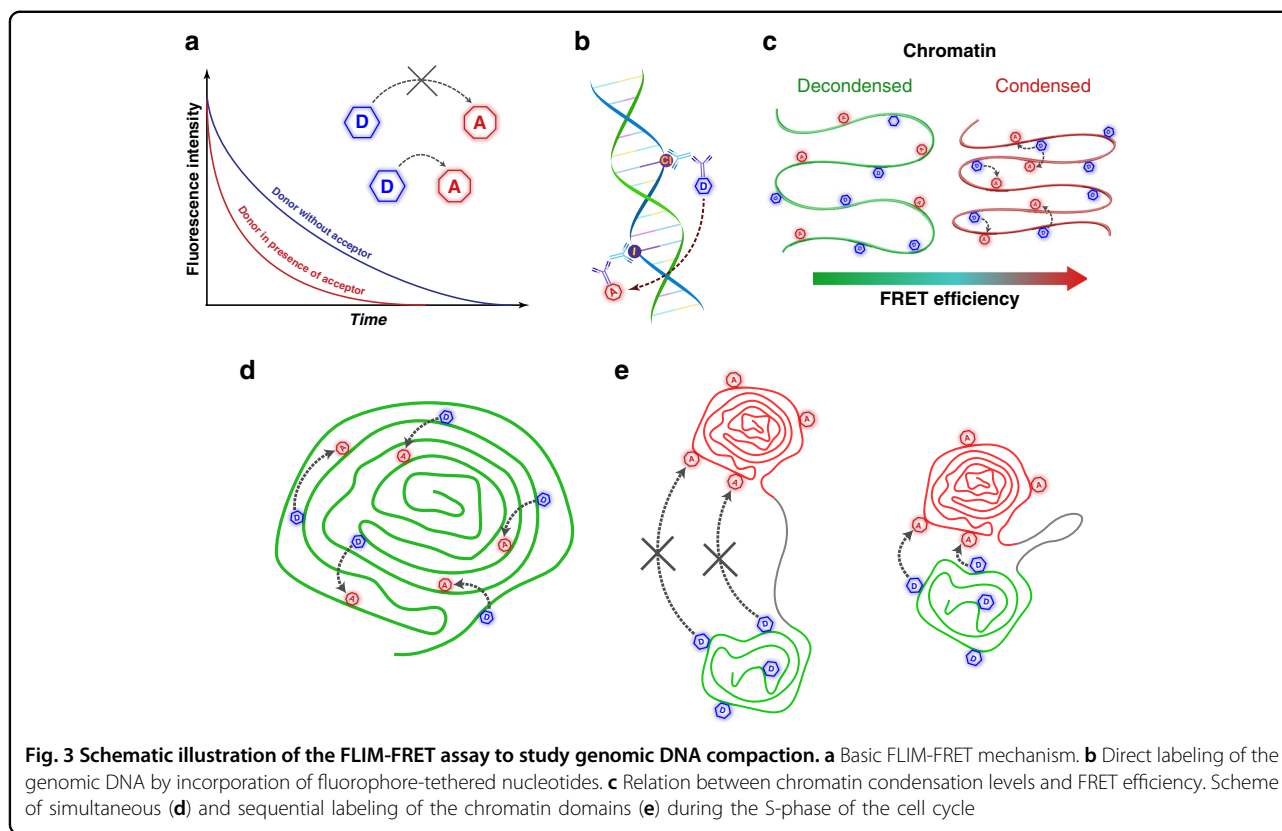 a
Fluorescence intensity
Donor without acceptor
Donor in presence of acceptor
Time
D
A
D
A
b
Cl
D
I
A
c
Chromatin
Decondensed
Condensed
A
D
A
A
D
D
D
A
A
D
D
A
D
D
A
D
D
A
D
A
D
A
A
D
A
D
FRET efficiency
d
D
A
A
D
D
D
A
A
A
D
e
A
A
A
A
D
D
D
D
A
A
A
A
D
D
D
D
Fig. 3 Schematic illustration of the FLIM-FRET assay to study genomic DNA compaction. a Basic FLIM-FRET mechanism. b Direct labeling of the
genomic DNA by incorporation of fluorophore-tethered nucleotides. c Relation between chromatin condensation levels and FRET efficiency. Scheme
of simultaneous (d) and sequential labeling of the chromatin domains (e) during the S-phase of the cell cycle